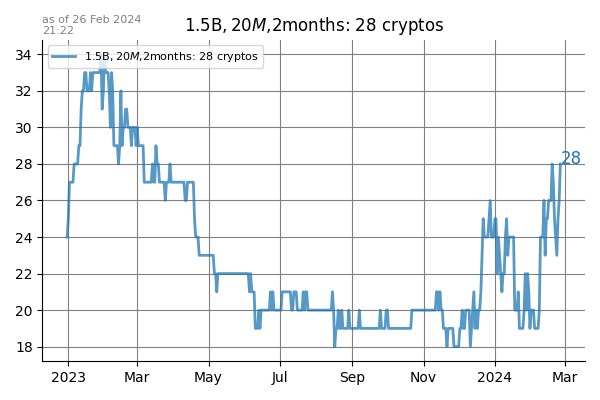 as of 26 Feb 2024
21:22
1.5B, 20M,2months: 28 cryptos
1.5B, 20M,2months: 28 cryptos
34
32
30
28
28
26
24
22
20
18
2023
Mar
May
Jul
Sep
Nov
2024
Mar